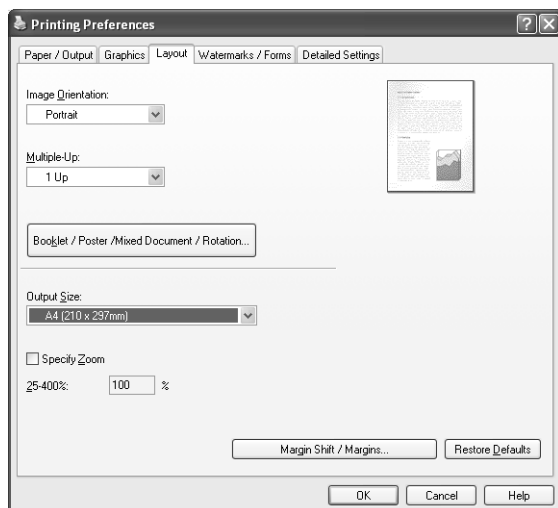 Printing Preferences
Paper / Output Graphics Layout Watermarks / Forms Detailed Settings
Image Orientation:
Portrait
Multiple-Up:
1 Up
Booklet / Poster /Mixed Document / Rotation...
Output Size:
A4 (210 x 297mm)
Specify Zoom
25-400%: 100 %
Margin Shift / Margins... Restore Defaults
OK Cancel Help